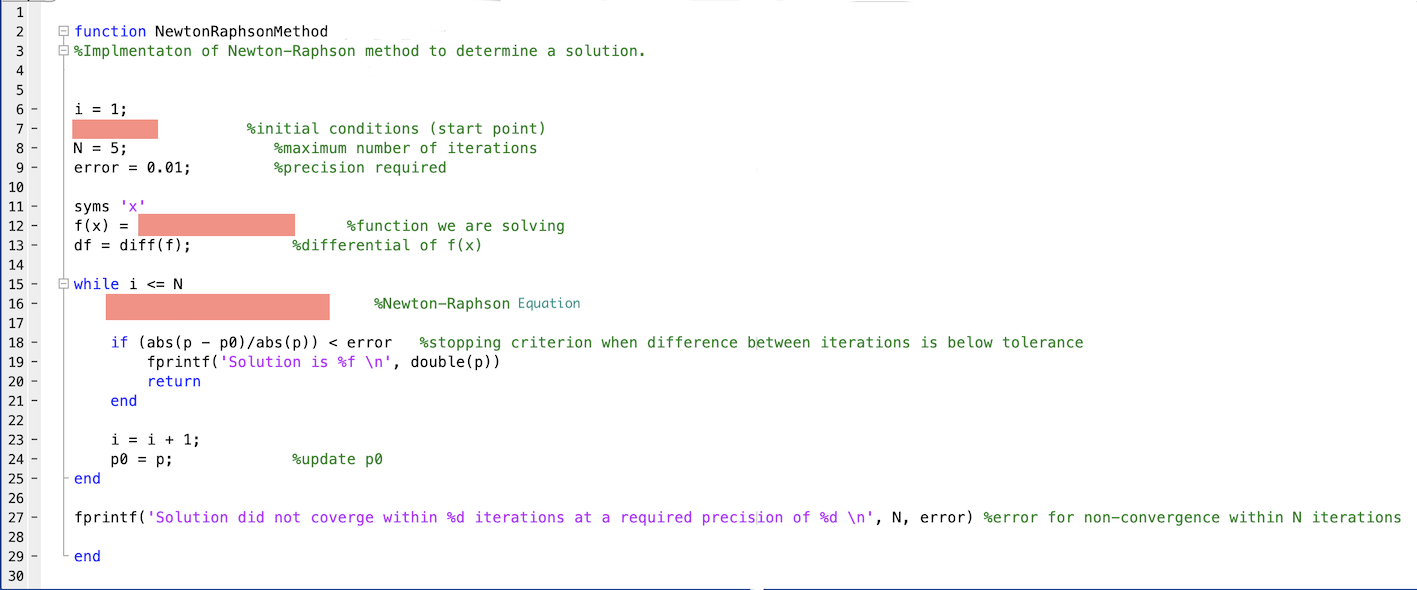 1
2 function NewtonRaphsonMethod
3 %Implmentaton of Newton-Raphson method to determine a solution.
4
5
6 - i = 1;
7 - %initial conditions (start point)
8 - N = 5; %maximum number of iterations
9 - error = 0.01; %precision required
10
11 - syms 'x'
12 - f(x) = %function we are solving
13 - df = diff(f); %differential of f(x)
14
15 - while i <= N
16 - %Newton-Raphson Equation
17
18 - if (abs(p - p0)/abs(p)) < error %stopping criterion when difference between iterations is below tolerance
19 - fprintf('Solution is %f \n', double(p))
20 - return
21 - end
22
23 - i = i + 1;
24 - p0 = p; %update p0
25 - end
26
27 - fprintf('Solution did not coverge within %d iterations at a required precision of %d \n', N, error) %error for non-convergence within N iterations
28
29 - end
30